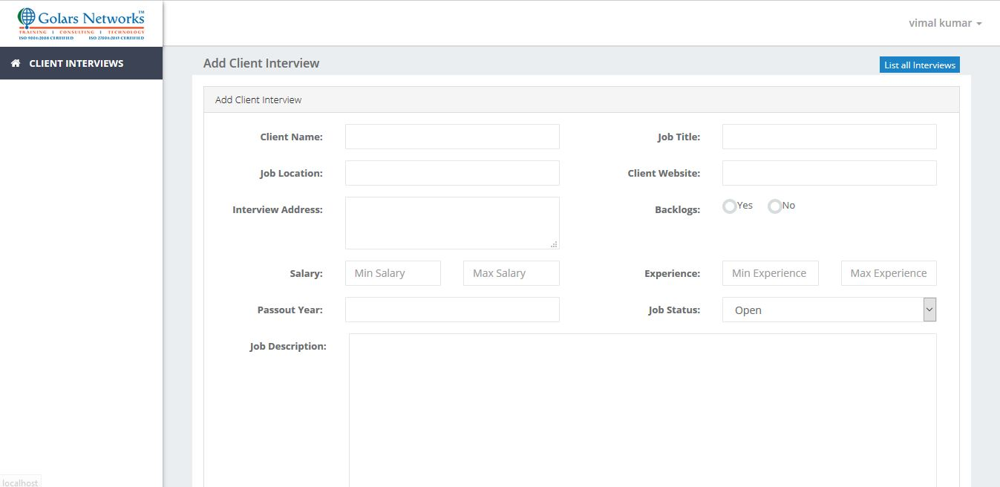 Golars Networks™
TRAINING | CONSULTING | TECHNOLOGY
ISO 9001:2008 CERTIFIED ISO 27001:2013 CERTIFIED
vimal kumar
CLIENT INTERVIEWS
Add Client Interview
List all Interviews
Add Client Interview
Client Name:
Job Title:
Job Location:
Client Website:
Interview Address:
Backlogs: Yes No
Salary: Min Salary Max Salary
Experience: Min Experience Max Experience
Passout Year:
Job Status: Open
Job Description:
localhost